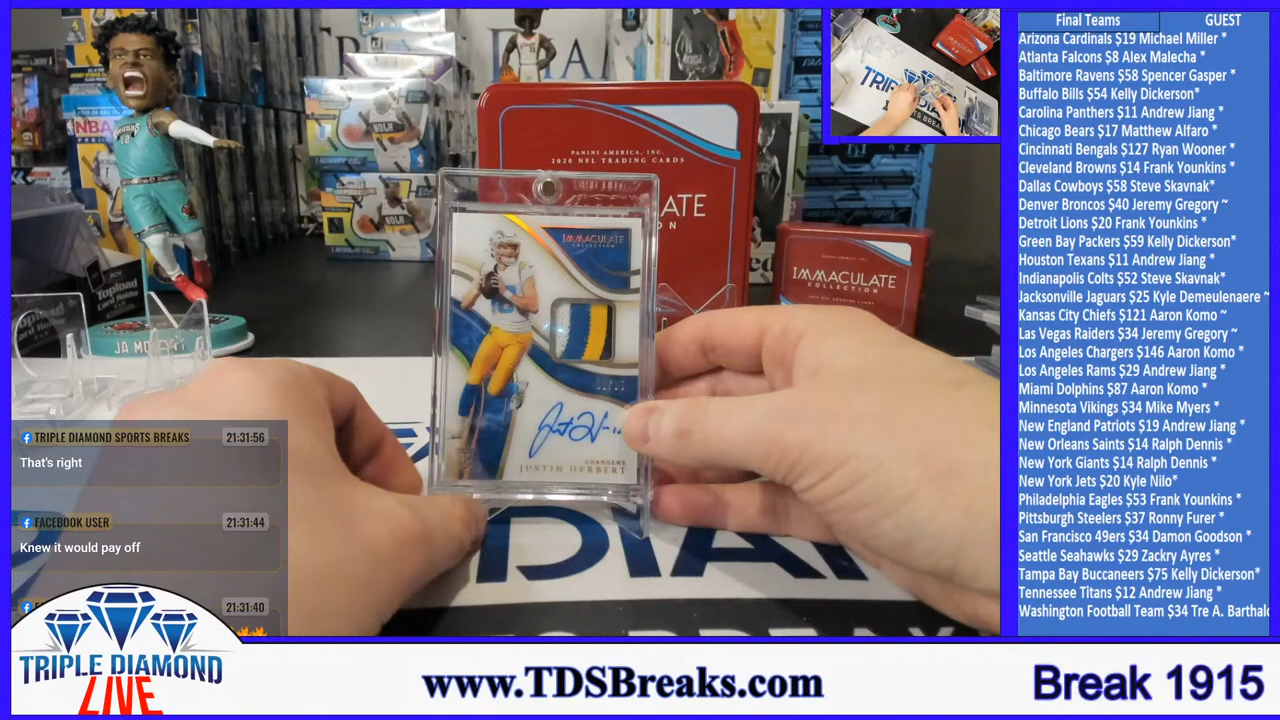 Final Teams GUEST
Arizona Cardinals $19 Michael Miller *
Atlanta Falcons $8 Alex Malecha *
Baltimore Ravens $58 Spencer Gasper *
Buffalo Bills $54 Kelly Dickerson*
Carolina Panthers $11 Andrew Jiang *
Chicago Bears $17 Matthew Alfaro *
Cincinnati Bengals $127 Ryan Wooner *
Cleveland Browns $14 Frank Younkins *
Dallas Cowboys $58 Steve Skavnak*
Denver Broncos $40 Jeremy Gregory ~
Detroit Lions $20 Frank Younkins *
Green Bay Packers $59 Kelly Dickerson*
Houston Texans $11 Andrew Jiang *
Indianapolis Colts $52 Steve Skavnak*
Jacksonville Jaguars $25 Kyle Demeulenaere ~
Kansas City Chiefs $121 Aaron Komo ~
Las Vegas Raiders $34 Jeremy Gregory ~
Los Angeles Chargers $146 Aaron Komo *
Los Angeles Rams $29 Andrew Jiang *
Miami Dolphins $87 Aaron Komo *
Minnesota Vikings $34 Mike Myers *
New England Patriots $19 Andrew Jiang *
New Orleans Saints $14 Ralph Dennis *
New York Giants $14 Ralph Dennis *
New York Jets $20 Kyle Nilo*
Philadelphia Eagles $53 Frank Younkins *
Pittsburgh Steelers $37 Ronny Furer *
San Francisco 49ers $34 Damon Goodson *
Seattle Seahawks $29 Zackry Ayres *
Tampa Bay Buccaneers $75 Kelly Dickerson*
Tennessee Titans $12 Andrew Jiang *
Washington Football Team $34 Tre A. Barthalo
PANINI AMERICA, INC.
2020 NFL TRADING CARDS
IMMACULATE
COLLECTION
IMMACULATE
COLLECTION
CHARGERS
JUSTIN HERBERT
NOLA
NOLA
NBA
Topload
Card Holder
JA MO
TRIPLE DIAMOND SPORTS BREAKS 21:31:56
That's right
FACEBOOK USER 21:31:44
Knew it would pay off
21:31:40
DIAM
TRIPLE DIAMOND
LIVE
www.TDSBreaks.com
Break 1915